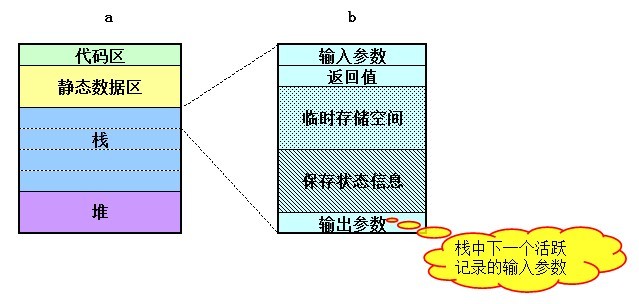 a
代码区
静态数据区
栈
堆
b
输入参数
返回值
临时存储空间
保存状态信息
输出参数
栈中下一个活跃
记录的输入参数